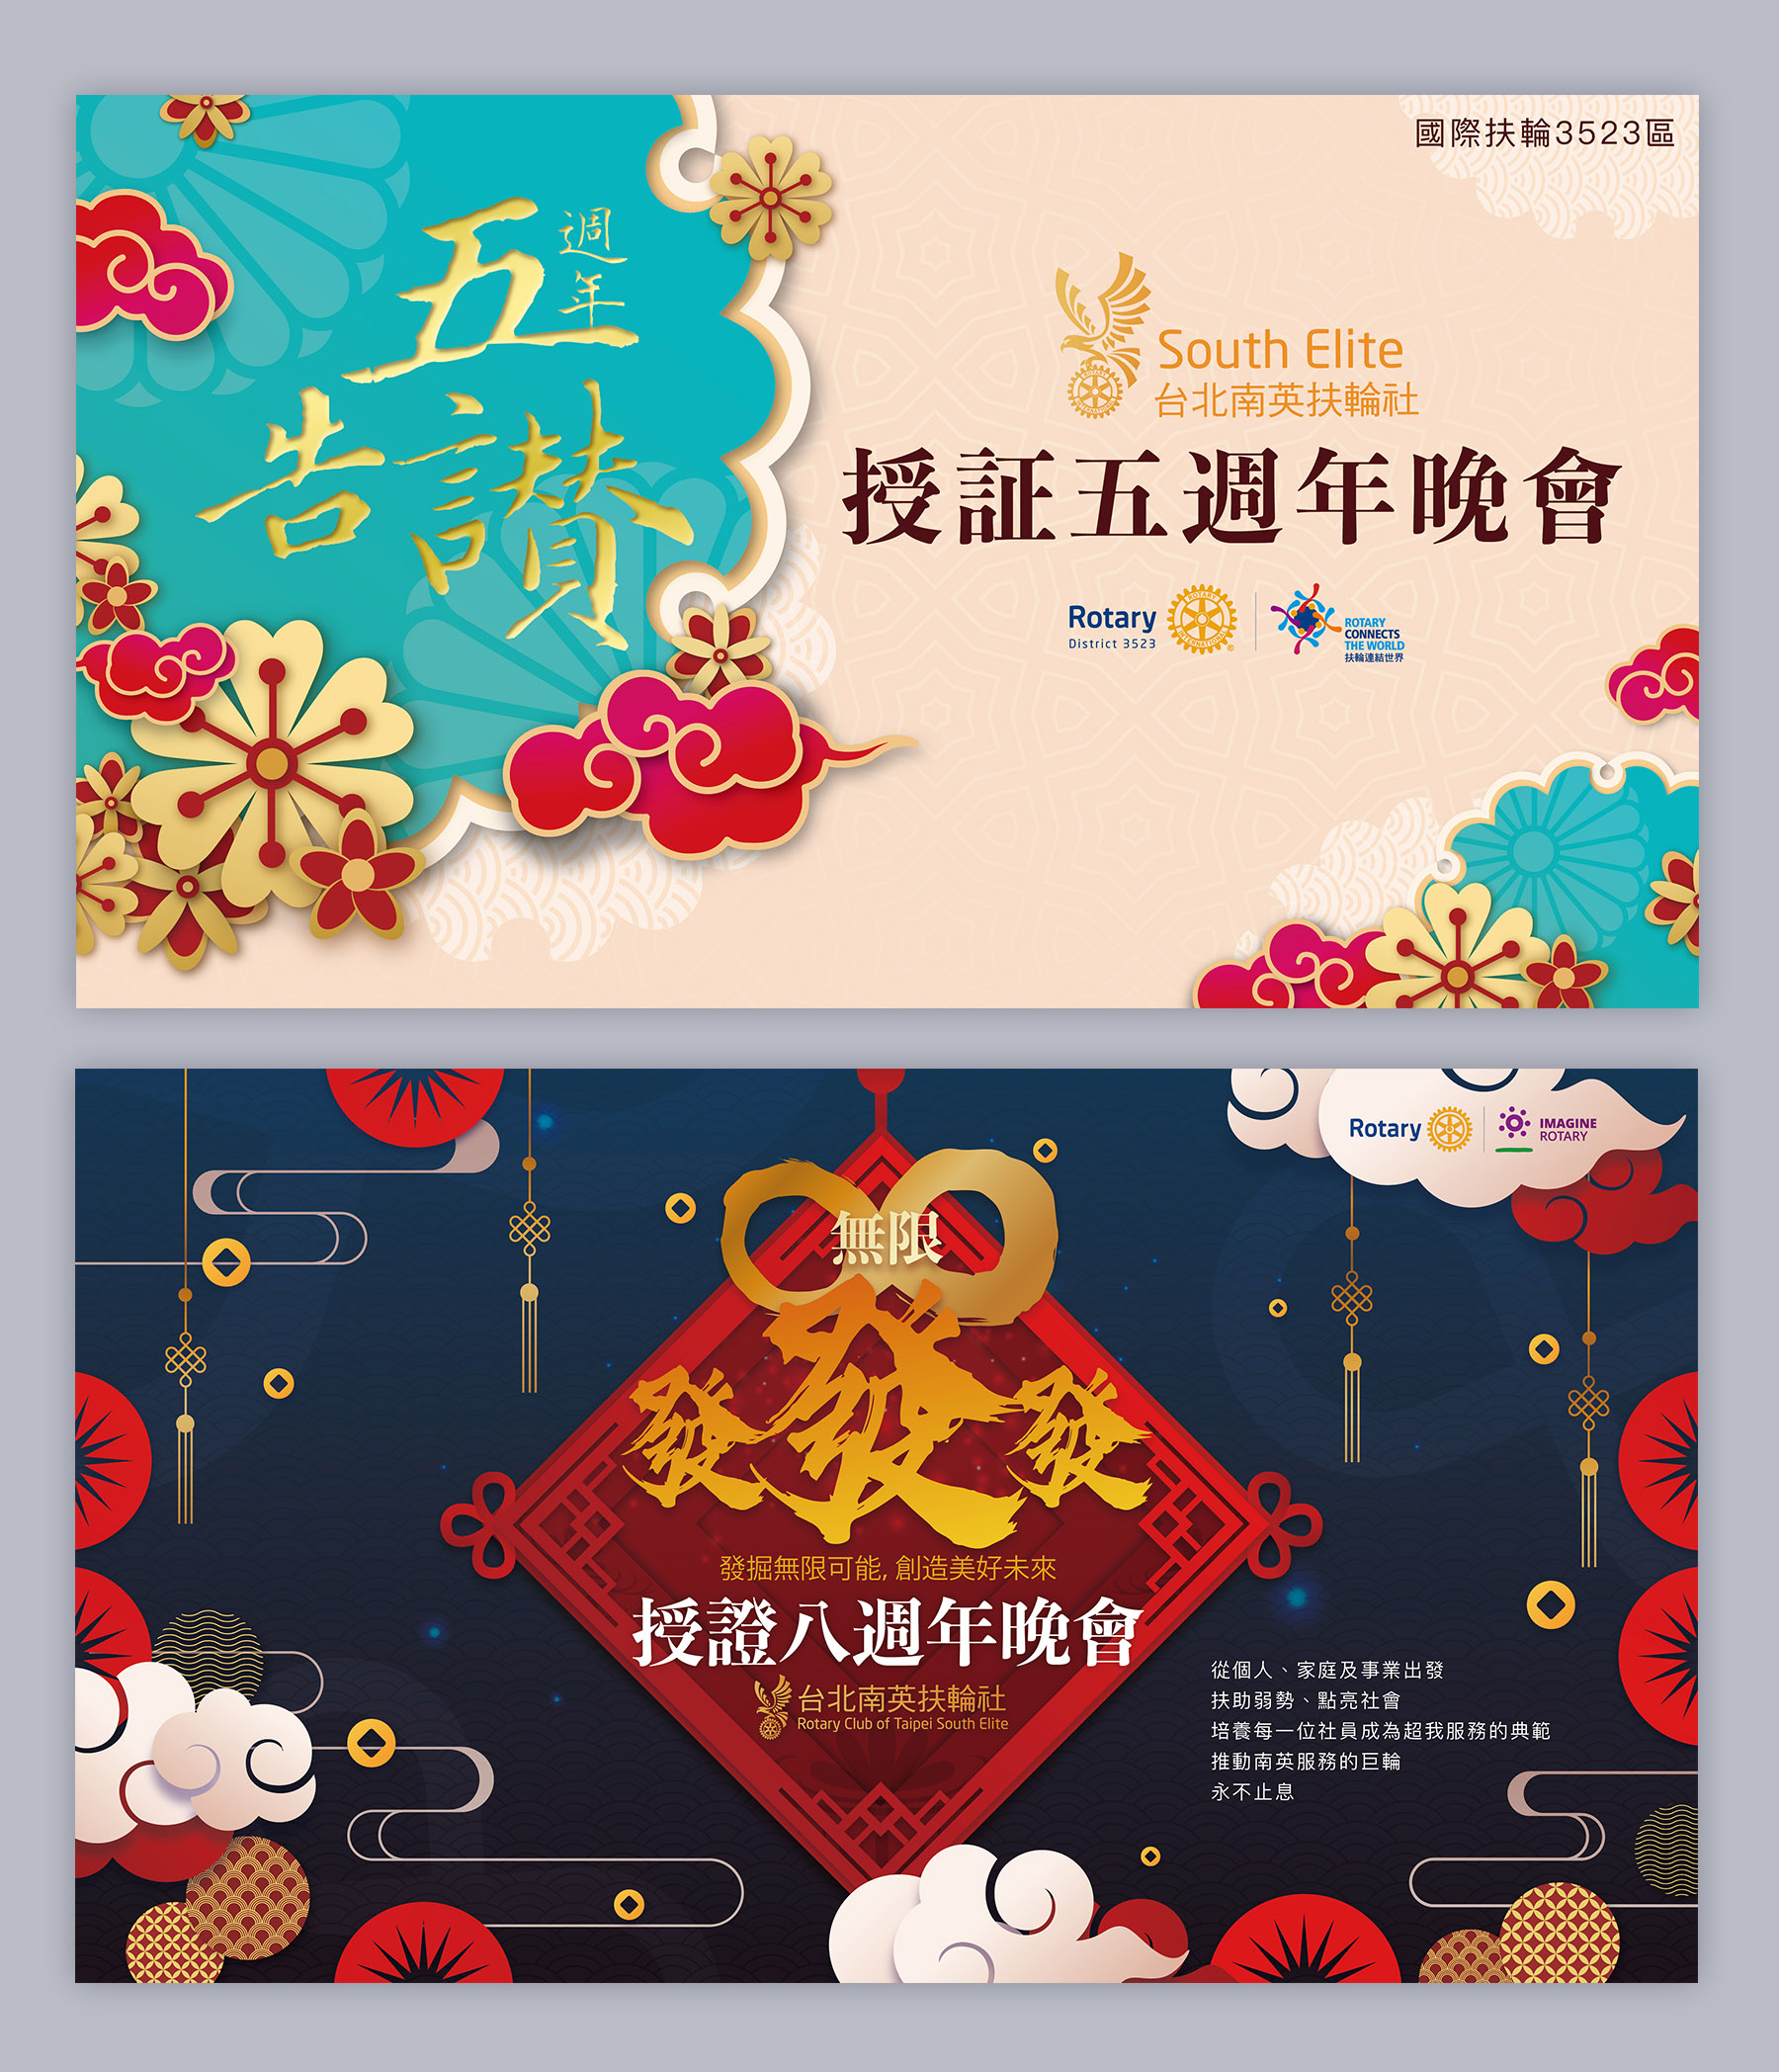 國際扶輪3523區
五週年
告讚
South Elite
台北南英扶輪社
授証五週年晚會
Rotary
District 3523
ROTARY
CONNECTS
THE WORLD
扶輪連結世界
Rotary
IMAGINE
ROTARY
無限
發發發
發掘無限可能, 創造美好未來
授證八週年晚會
台北南英扶輪社
Rotary Club of Taipei South Elite
從個人、家庭及事業出發
扶助弱勢、點亮社會
培養每一位社員成為超我服務的典範
推動南英服務的巨輪
永不止息